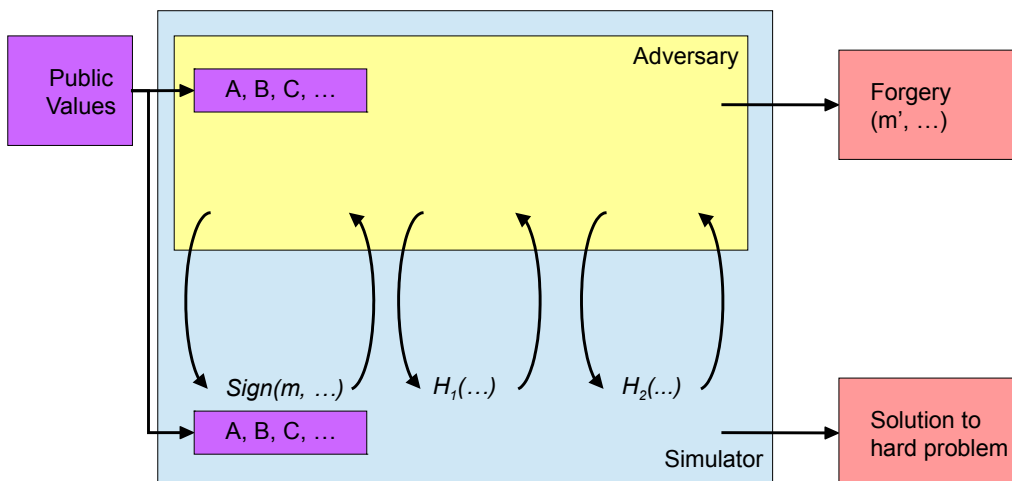 Public
Values
A, B, C, …
Adversary
Forgery
(m’, …)
Sign(m, …)
H₁(…)
H₂(...)
A, B, C, …
Simulator
Solution to
hard problem